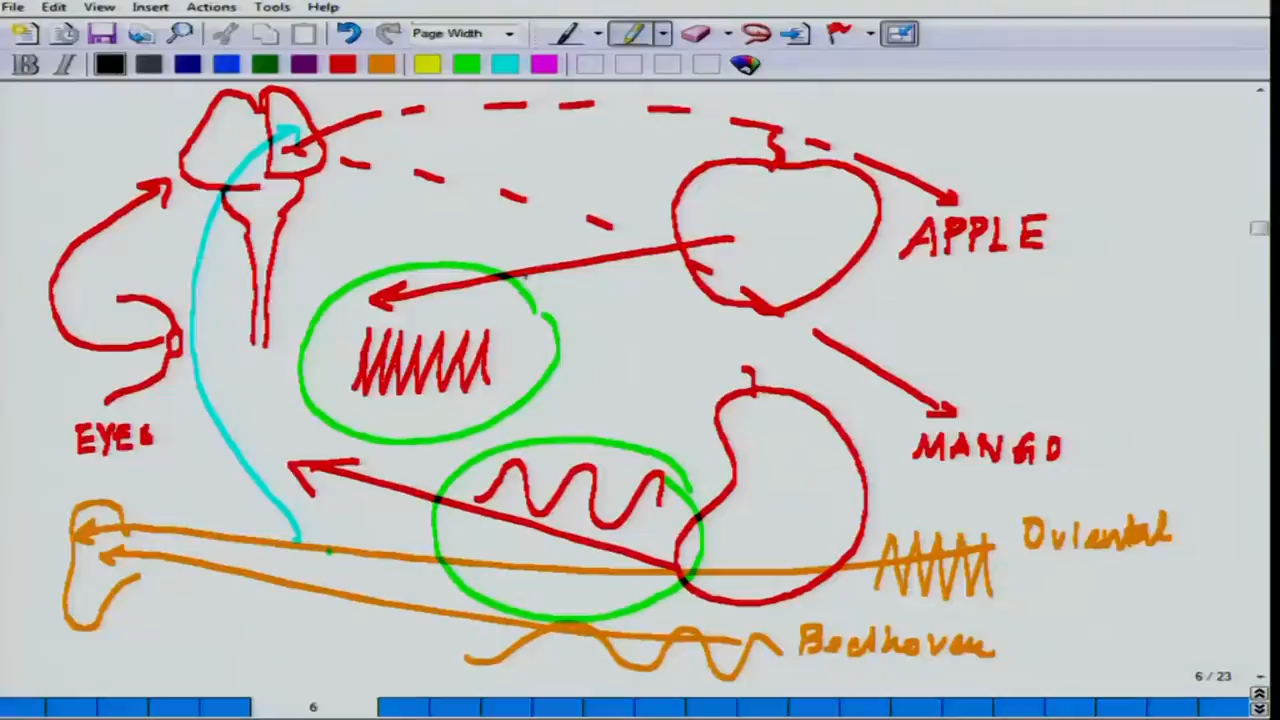 File Edit View Insert Actions Tools Help
Page Width
B I
APPLE
MANGO
EYES
Oriental
Beethoven
6 / 23
6